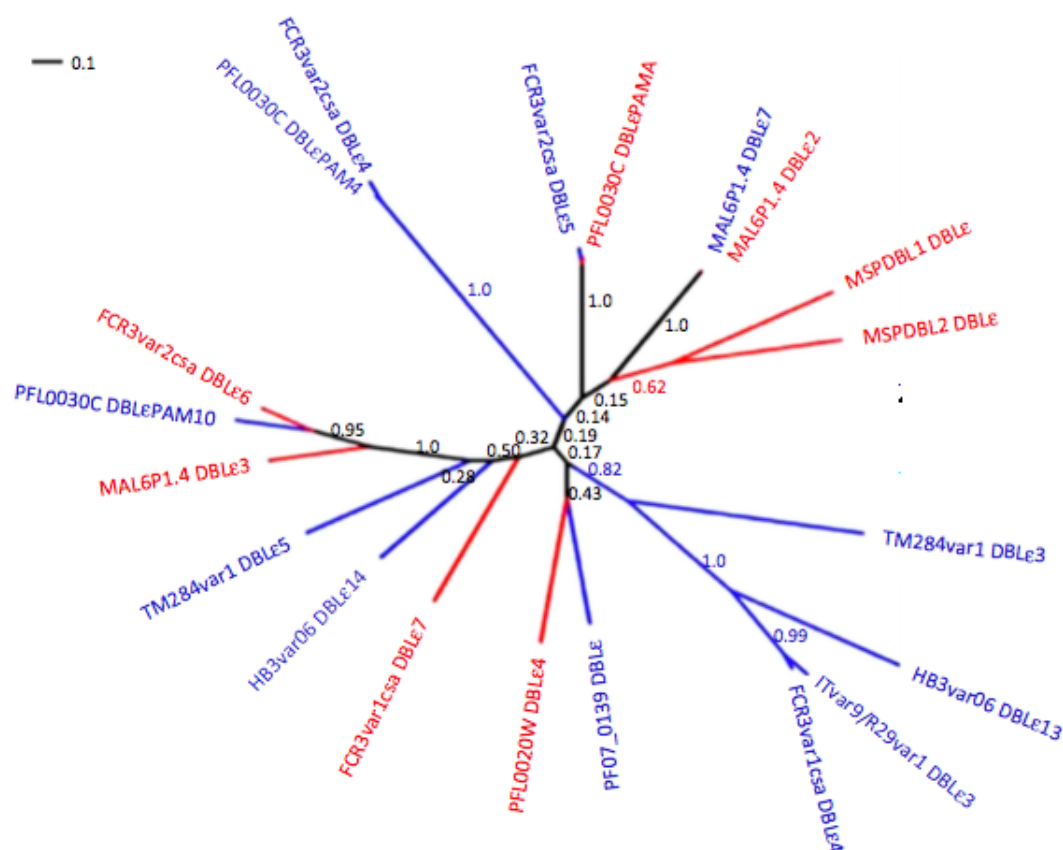 0.1
FCR3var2csa DBLε4
PFL0030C DBLεPAM4
FCR3var2csa DBLε5
PFL0030C DBLεPAMA
MAL6P1.4 DBLε7
MAL6P1.4 DBLε2
MSPDBL1 DBLε
MSPDBL2 DBLε
1.0
1.0
1.0
0.62
0.15
0.14
0.19
0.17
0.82
0.43
0.32
0.50
0.28
1.0
0.95
FCR3var2csa DBLε6
PFL0030C DBLεPAM10
MAL6P1.4 DBLε3
TM284var1 DBLε5
HB3var06 DBLε14
FCR3var1csa DBLε7
PFL0020W DBLε4
PF07_0139 DBLε
TM284var1 DBLε3
1.0
0.99
HB3var06 DBLε13
ITvar9/R29var1 DBLε3
FCR3var1csa DBLε4